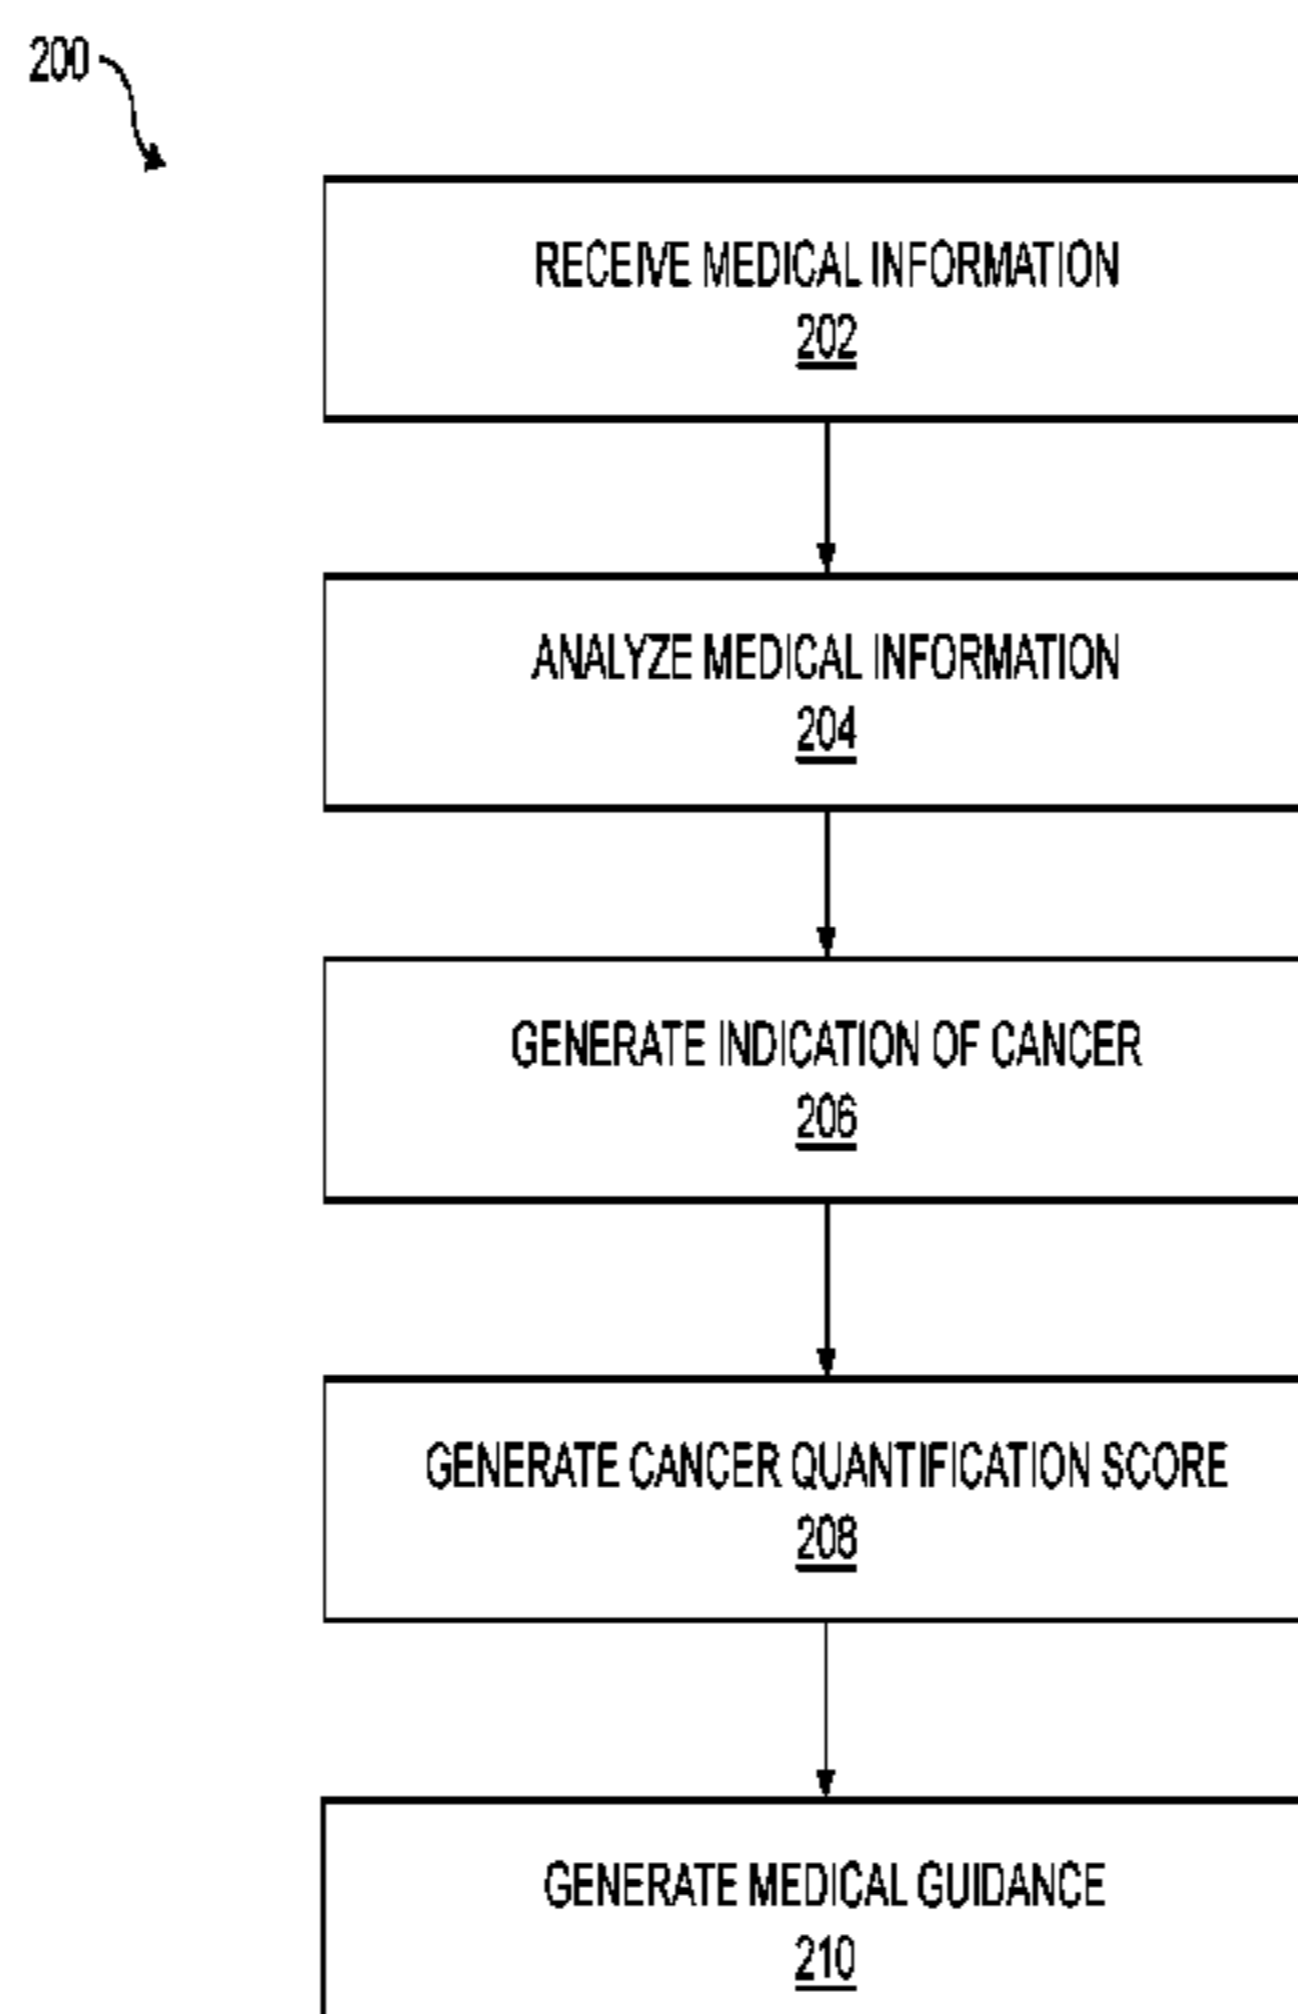 200
RECEIVE MEDICAL INFORMATION
202
ANALYZE MEDICAL INFORMATION
204
GENERATE INDICATION OF CANCER
206
GENERATE CANCER QUANTIFICATION SCORE
208
GENERATE MEDICAL GUIDANCE
210